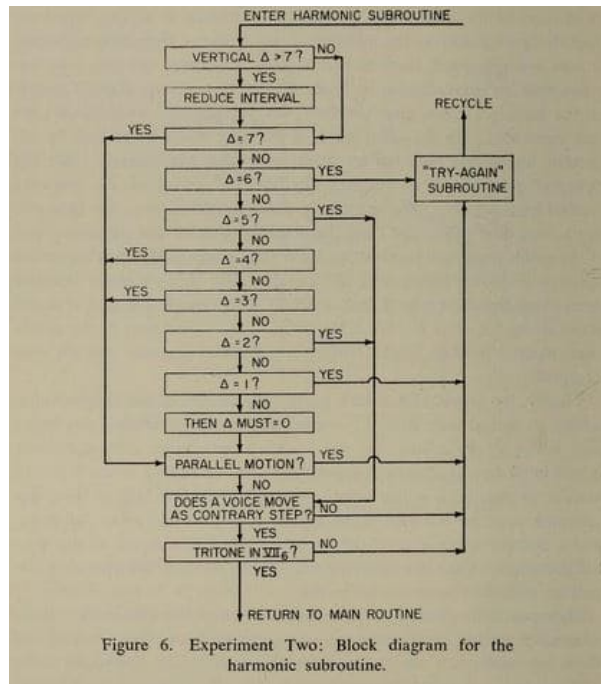 ENTER HARMONIC SUBROUTINE
VERTICAL Δ > 7?
NO
YES
REDUCE INTERVAL
RECYCLE
YES
Δ = 7?
NO
Δ = 6?
YES
"TRY-AGAIN"
SUBROUTINE
NO
Δ = 5?
YES
NO
YES
Δ = 4?
NO
YES
Δ = 3?
NO
Δ = 2?
YES
NO
Δ = 1?
YES
NO
THEN Δ MUST = 0
PARALLEL MOTION?
YES
NO
DOES A VOICE MOVE
AS CONTRARY STEP?
NO
YES
TRITONE IN VII6?
NO
YES
RETURN TO MAIN ROUTINE
Figure 6. Experiment Two: Block diagram for the
harmonic subroutine.